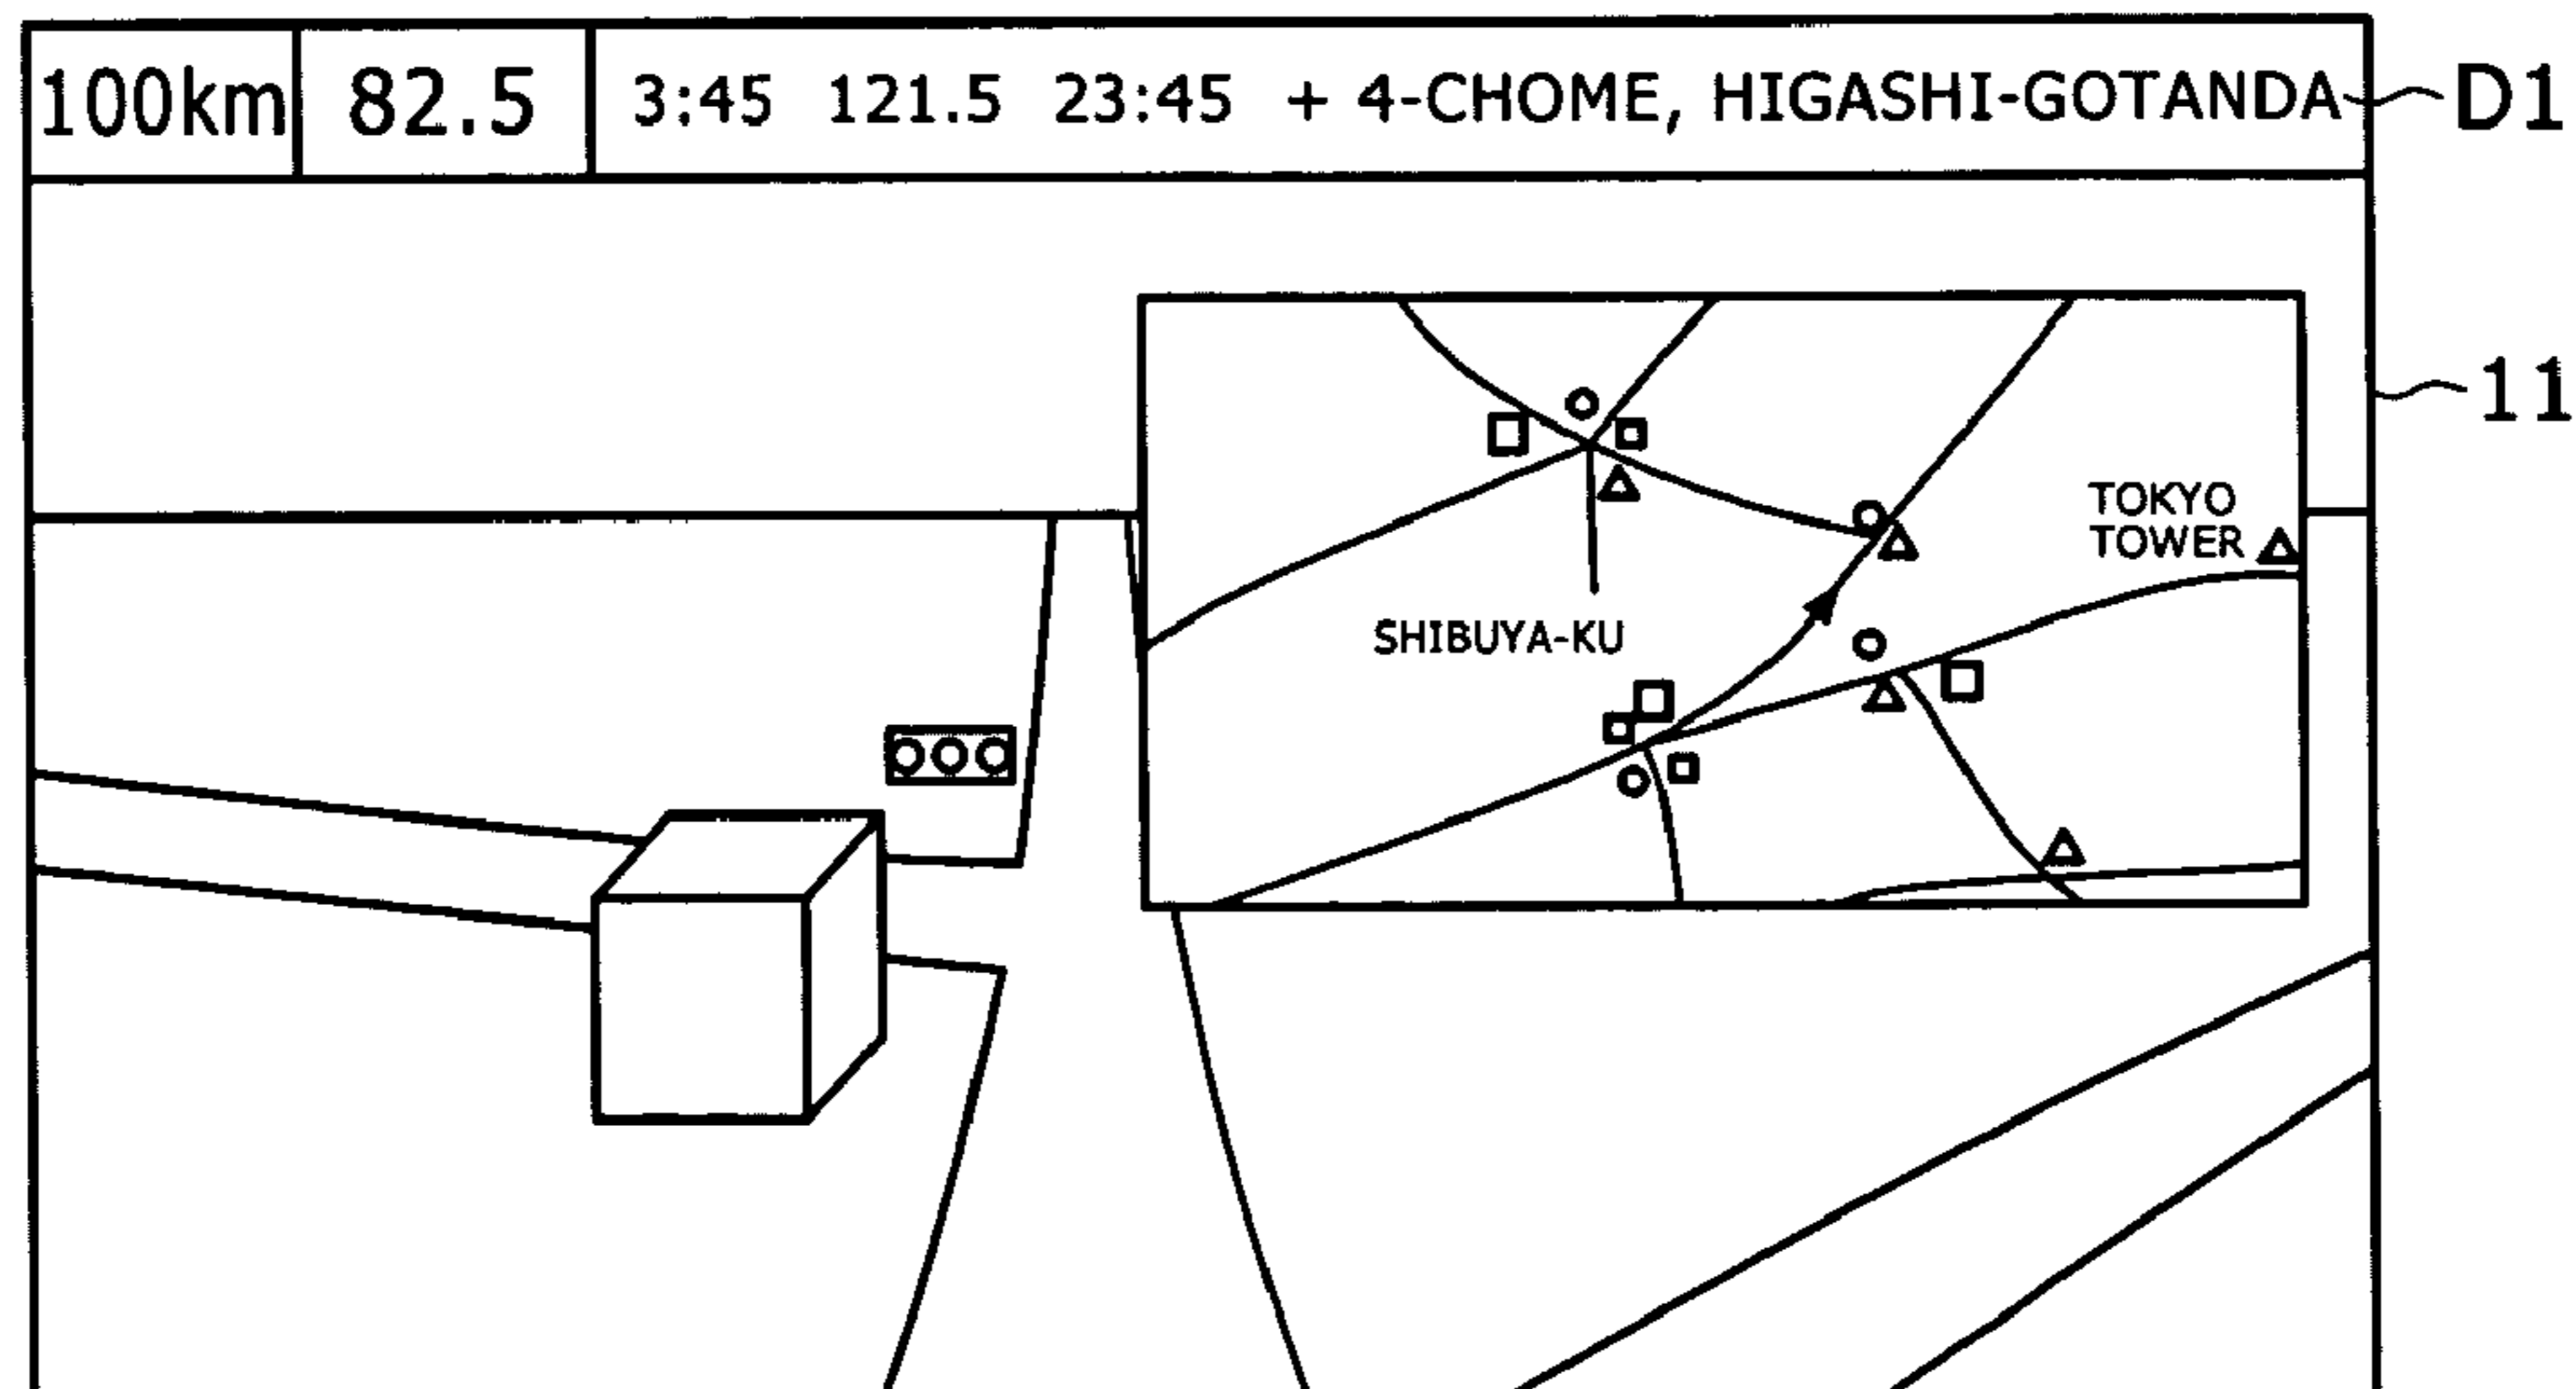 100km 82.5 3:45 121.5 23:45 + 4-CHOME, HIGASHI-GOTANDA D1
11
TOKYO
TOWER
SHIBUYA-KU